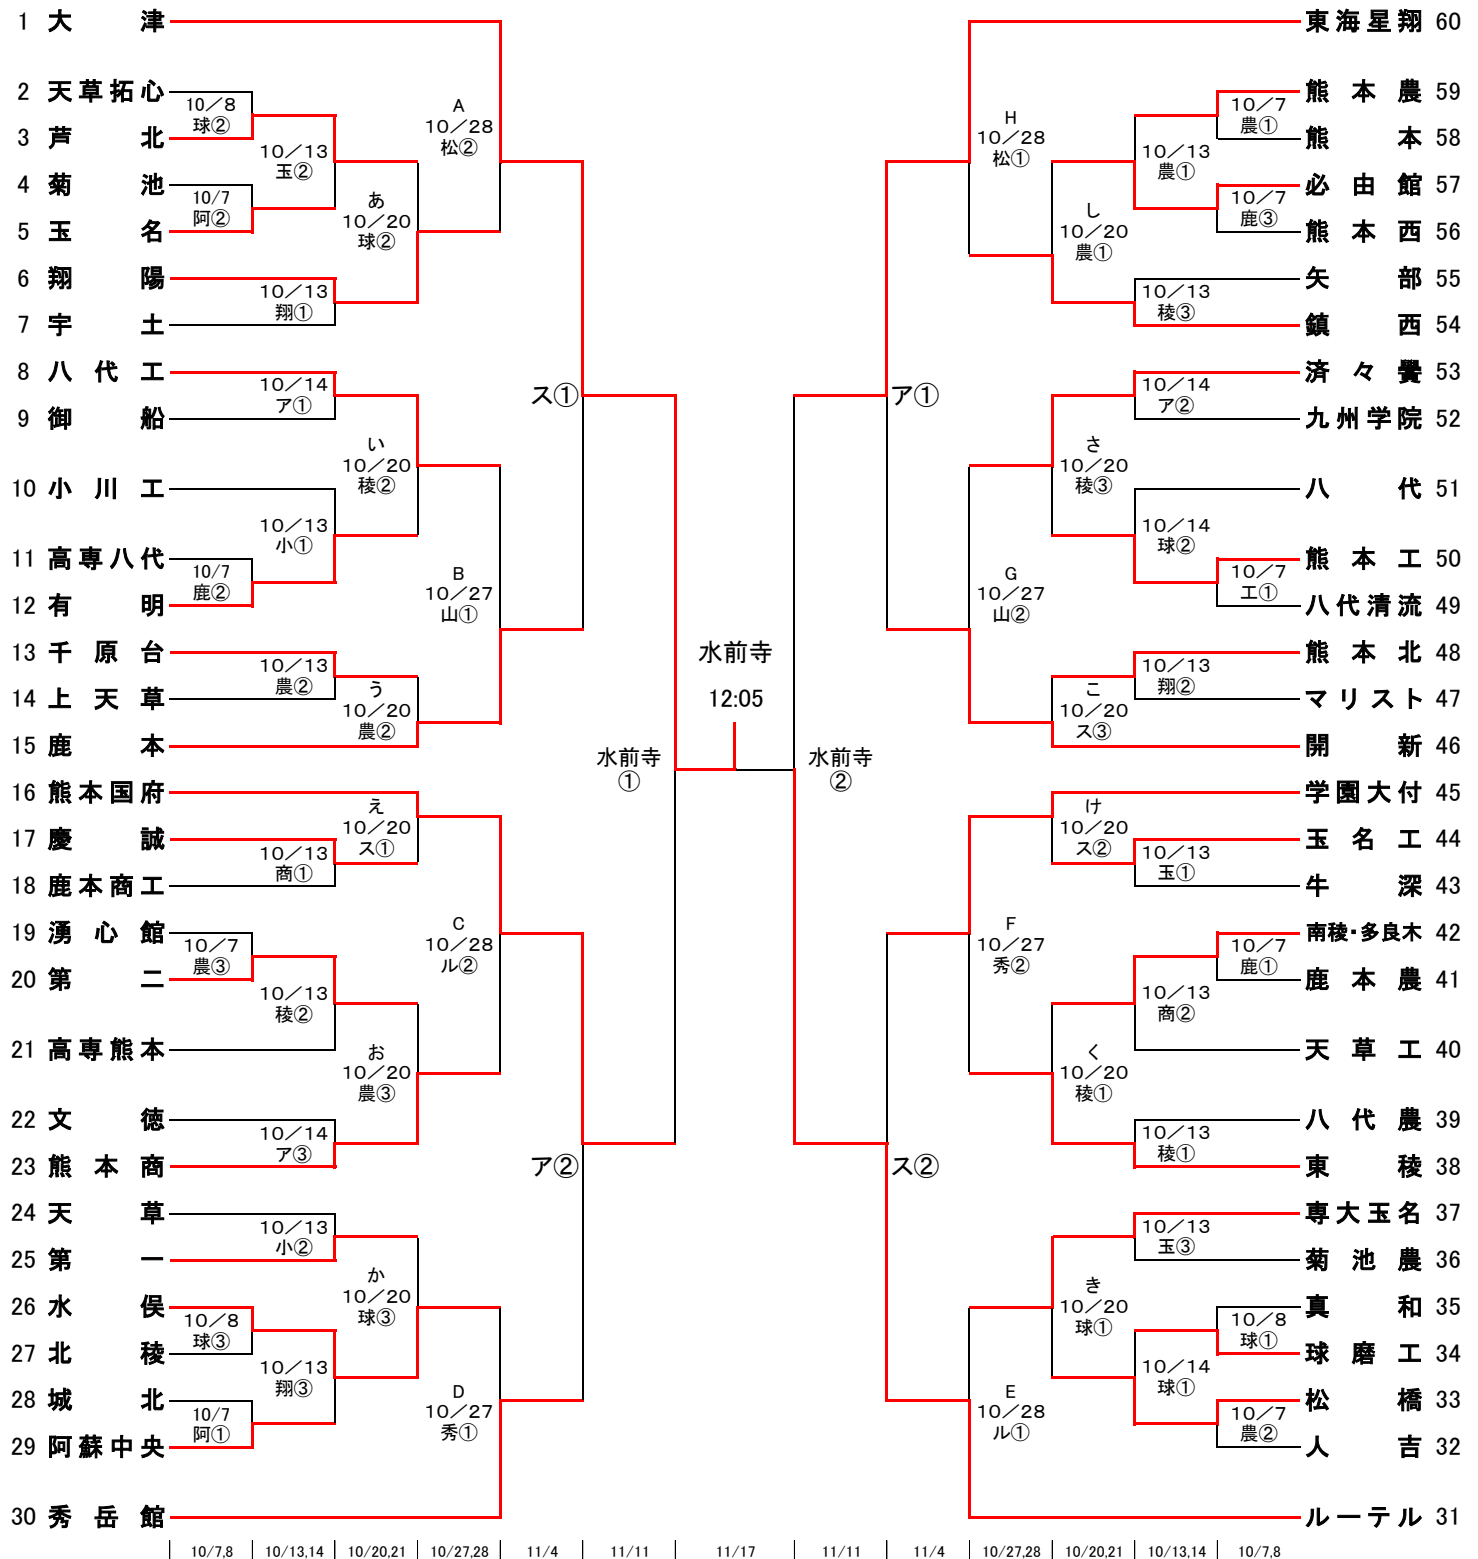 1 大津
2 天草拓心
10／8
球②
3 芦北
10／13
玉②
4 菊池
10/7
阿②
5 玉名
あ
10／20
球②
6 翔陽
10／13
翔①
7 宇土
A
10／28
松②
8 八代工
10／14
ア①
9 御船
い
10／20
稜②
10 小川工
10／13
小①
11 高専八代
10/7
鹿②
12 有明
B
10／27
山①
13 千原台
10／13
農②
14 上天草
う
10／20
農②
15 鹿本
ス①
16 熊本国府
え
10／20
ス①
17 慶誠
10／13
商①
18 鹿本商工
19 湧心館
10／7
農③
20 第二
10／13
稜②
21 高専熊本
C
10／28
ル②
お
10／20
農③
22 文徳
10／14
ア③
23 熊本商
ア②
24 天草
10／13
小②
25 第一
か
10／20
球③
26 水俣
10／8
球③
27 北稜
10／13
翔③
28 城北
10/7
阿①
29 阿蘇中央
D
10／27
秀①
30 秀岳館
水前寺
①
水前寺
12:05
水前寺
②
東海星翔 60
熊本農 59
10／7
農①
熊本 58
10／13
農①
必由館 57
10／7
鹿③
熊本西 56
H
10／28
松①
し
10／20
農①
矢部 55
10／13
稜③
鎮西 54
ア①
済々黌 53
10／14
ア②
九州学院 52
さ
10／20
稜③
八代 51
10／14
球②
熊本工 50
10／7
工①
八代清流 49
G
10／27
山②
熊本北 48
10／13
翔②
マリスト 47
こ
10／20
ス③
開新 46
学園大付 45
け
10／20
ス②
玉名工 44
10／13
玉①
牛深 43
F
10／27
秀②
南稜・多良木 42
10／7
鹿①
鹿本農 41
10／13
商②
天草工 40
く
10／20
稜①
八代農 39
10／13
稜①
東稜 38
ス②
専大玉名 37
10／13
玉③
菊池農 36
き
10／20
球①
真和 35
10／8
球①
球磨工 34
10／14
球①
松橋 33
10／7
農②
人吉 32
E
10／28
ル①
ルーテル 31
10/7,8 10/13,14 10/20,21 10/27,28 11/4 11/11 11/17 11/11 11/4 10/27,28 10/20,21 10/13,14 10/7,8